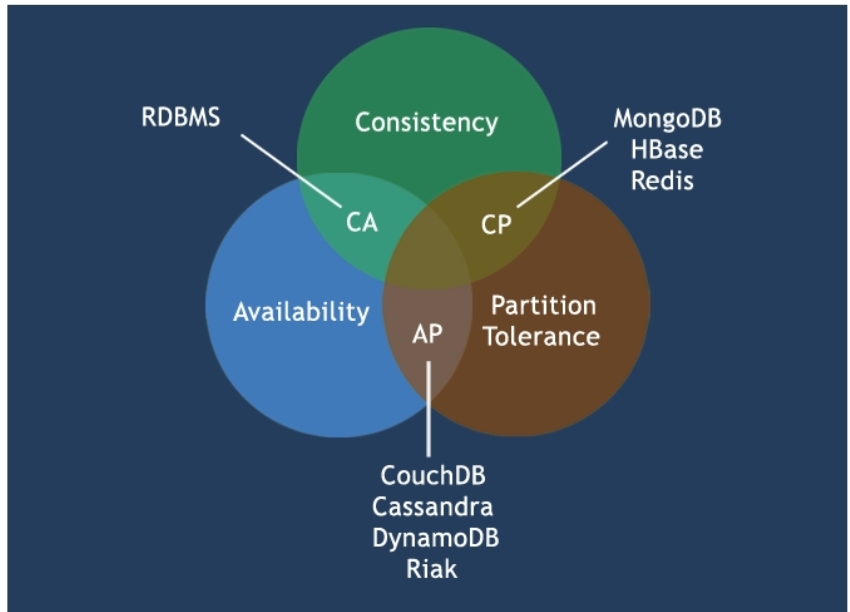 RDBMS
Consistency
MongoDB
HBase
Redis
CA
CP
Availability
Partition
Tolerance
AP
CouchDB
Cassandra
DynamoDB
Riak